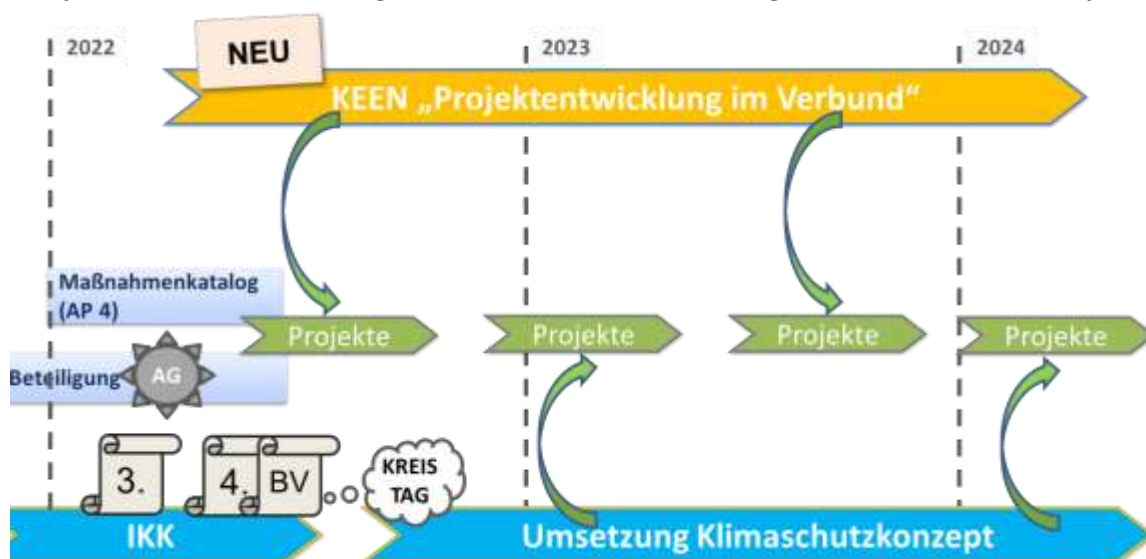 2022
NEU
2023
2024
KEEN „Projektentwicklung im Verbund“
Maßnahmenkatalog
(AP 4)
Projekte
Projekte
Projekte
Projekte
Beteiligung
AG
3.
4.
BV
KREIS
TAG
IKK
Umsetzung Klimaschutzkonzept